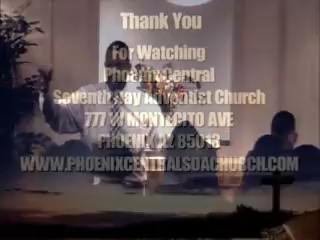 Thank You
For Watching
Phoenix Central
Seventh Day Adventist Church
777 W MONTECITO AVE
PHOENIX AZ 85013
WWW.PHOENIXCENTRALSDACHURCH.COM